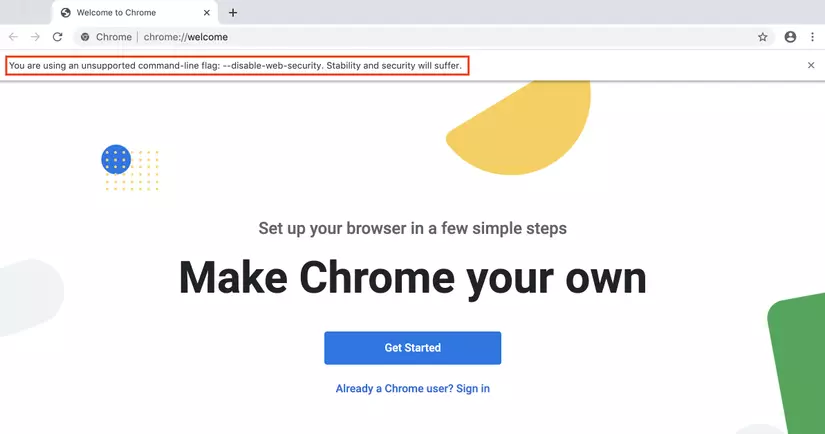 Welcome to Chrome
Chrome | chrome://welcome
You are using an unsupported command-line flag: --disable-web-security. Stability and security will suffer.
Set up your browser in a few simple steps
Make Chrome your own
Get Started
Already a Chrome user? Sign in